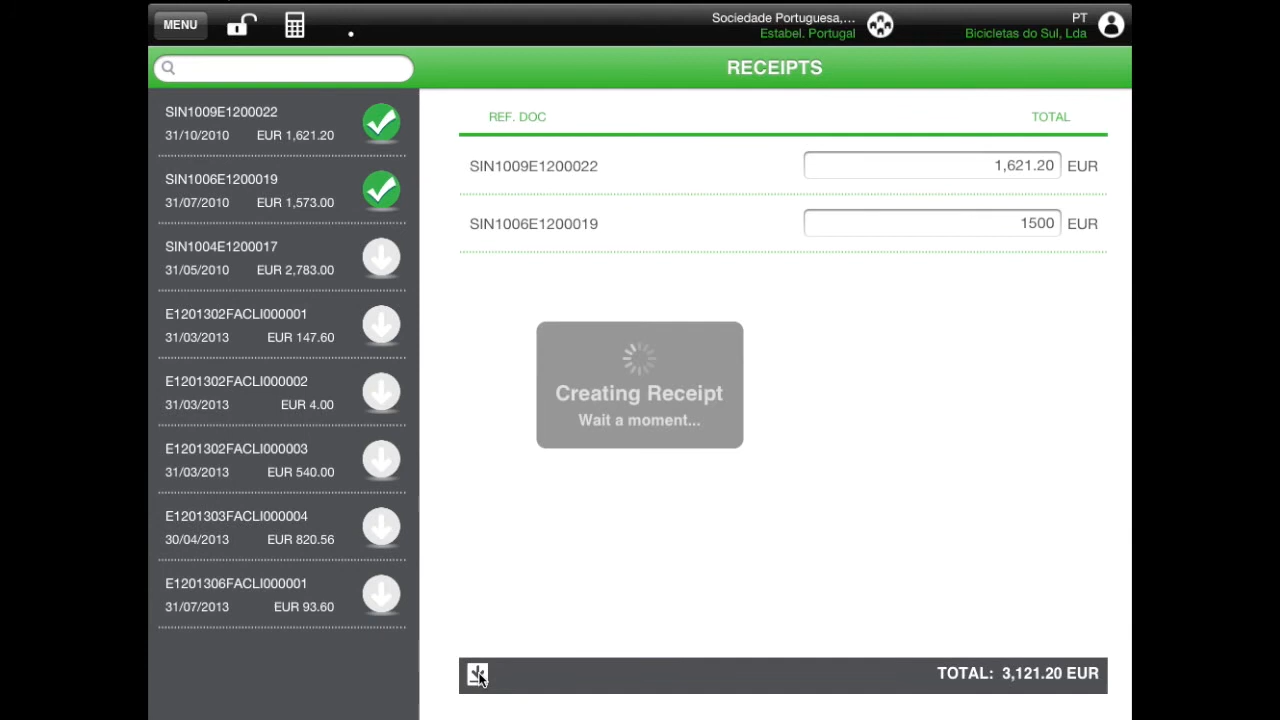 MENU
Sociedade Portuguesa,...
Estabel. Portugal
PT
Bicicletas do Sul, Lda
RECEIPTS
SIN1009E1200022
31/10/2010 EUR 1,621.20
SIN1006E1200019
31/07/2010 EUR 1,573.00
SIN1004E1200017
31/05/2010 EUR 2,783.00
E1201302FACLI000001
31/03/2013 EUR 147.60
E1201302FACLI000002
31/03/2013 EUR 4.00
E1201302FACLI000003
31/03/2013 EUR 540.00
E1201303FACLI000004
30/04/2013 EUR 820.56
E1201306FACLI000001
31/07/2013 EUR 93.60
REF. DOC TOTAL
SIN1009E1200022 1,621.20 EUR
SIN1006E1200019 1500 EUR
Creating Receipt
Wait a moment...
TOTAL: 3,121.20 EUR